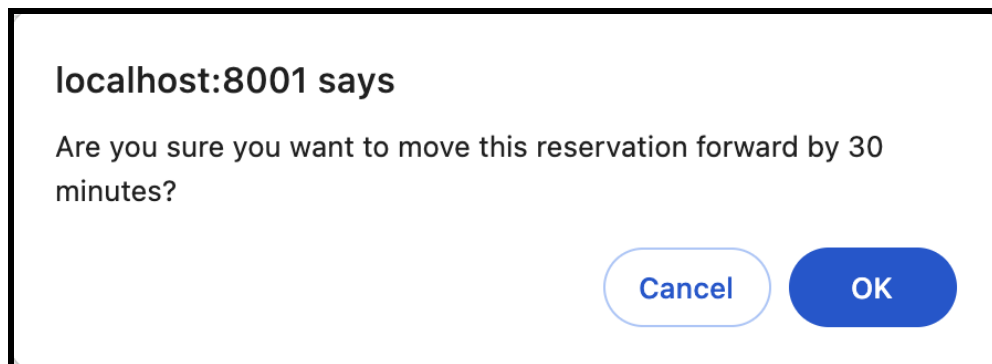 localhost:8001 says
Are you sure you want to move this reservation forward by 30
minutes?
Cancel
OK